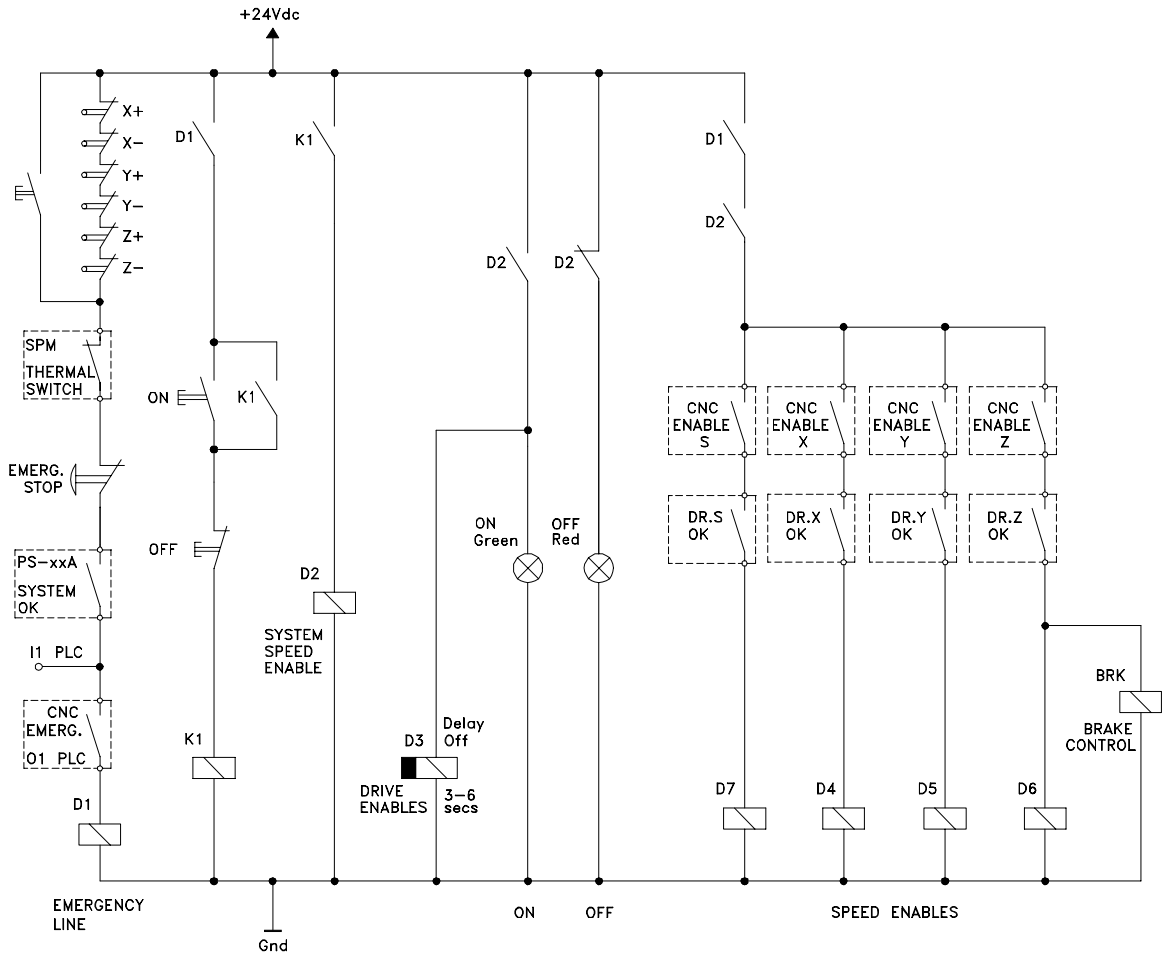 +24Vdc
X+
X-
Y+
Y-
Z+
Z-
SPM
THERMAL
SWITCH
EMERG.
STOP
PS-xxA
SYSTEM
OK
I1 PLC
CNC
EMERG.
O1 PLC
D1
EMERGENCY
LINE
D1
ON
K1
OFF
K1
Gnd
K1
D2
SYSTEM
SPEED
ENABLE
D3
Delay
Off
DRIVE
ENABLES
3-6
secs
D2
ON
Green
ON
D2
OFF
Red
OFF
D1
D2
CNC
ENABLE
S
CNC
ENABLE
X
CNC
ENABLE
Y
CNC
ENABLE
Z
DR.S
OK
DR.X
OK
DR.Y
OK
DR.Z
OK
BRK
BRAKE
CONTROL
D7
D4
D5
D6
SPEED ENABLES